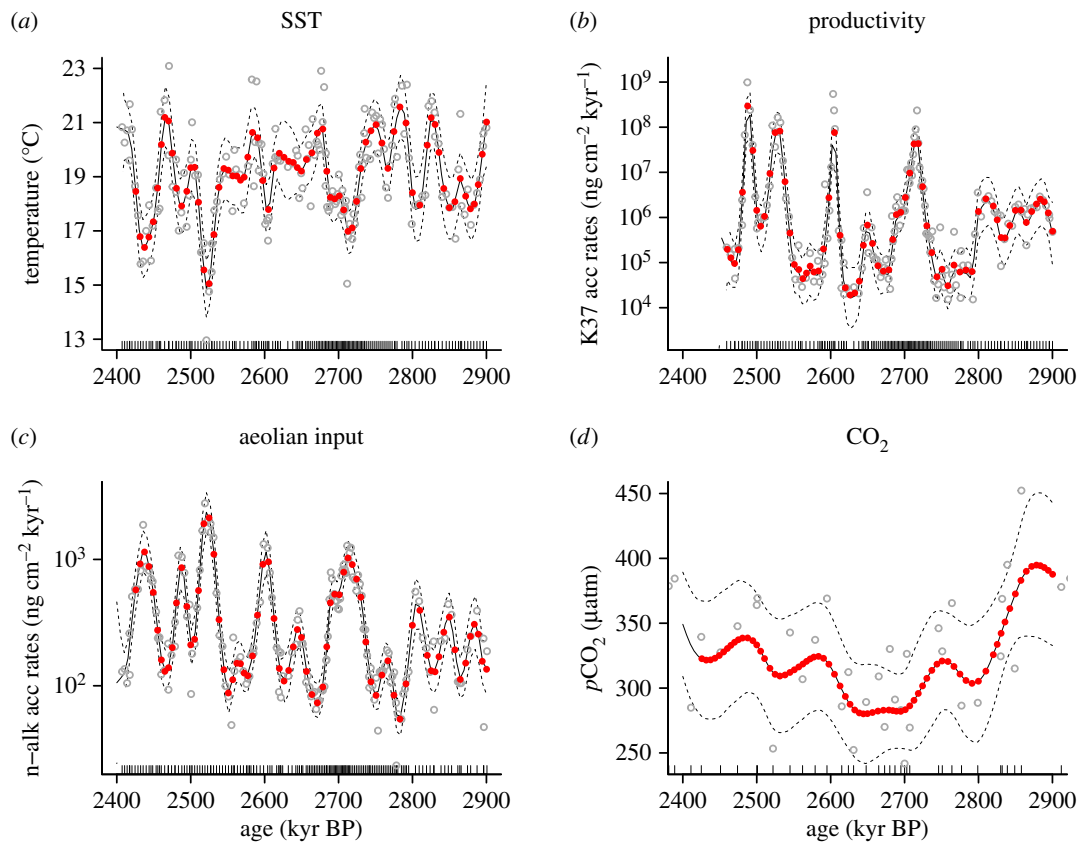 (a) SST
23
21
19
17
15
13
temperature (°C)
2400 2500 2600 2700 2800 2900
(b) productivity
10⁹
10⁸
10⁷
10⁶
10⁵
10⁴
K37 acc rates (ng cm⁻² kyr⁻¹)
2400 2500 2600 2700 2800 2900
(c) aeolian input
10³
10²
n−alk acc rates (ng cm⁻² kyr⁻¹)
2400 2500 2600 2700 2800 2900
age (kyr BP)
(d) CO₂
450
400
350
300
250
pCO₂ (µatm)
2400 2500 2600 2700 2800 2900
age (kyr BP)